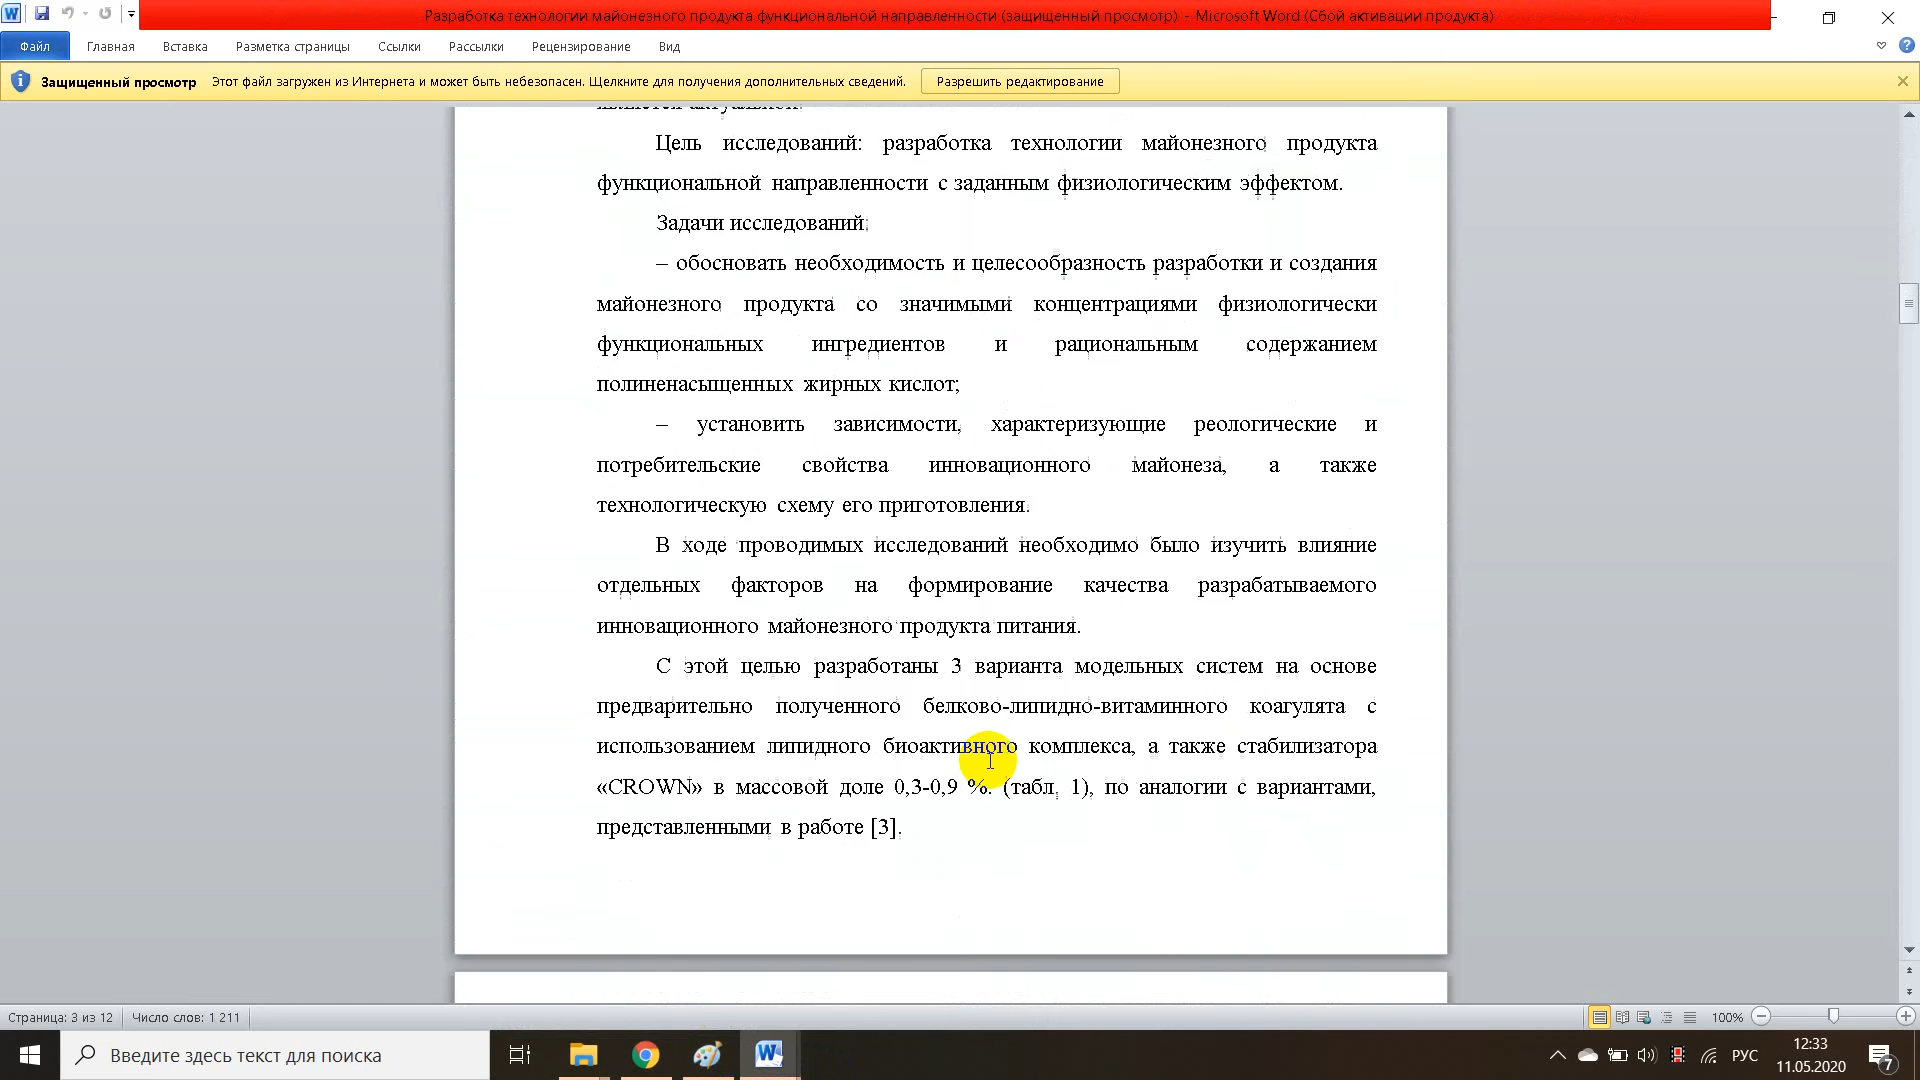 Разработка технологии майонезного продукта функциональной направленности (защищенный просмотр) - Microsoft Word (Сбой активации продукта)
Файл Главная Вставка Разметка страницы Ссылки Рассылки Рецензирование Вид
Защищенный просмотр Этот файл загружен из Интернета и может быть небезопасен. Щелкните для получения дополнительных сведений. Разрешить редактирование
является актуальной.
Цель исследований: разработка технологии майонезного продукта
функциональной направленности с заданным физиологическим эффектом.
Задачи исследований:
– обосновать необходимость и целесообразность разработки и создания
майонезного продукта со значимыми концентрациями физиологически
функциональных ингредиентов и рациональным содержанием
полиненасыщенных жирных кислот;
– установить зависимости, характеризующие реологические и
потребительские свойства инновационного майонеза, а также
технологическую схему его приготовления.
В ходе проводимых исследований необходимо было изучить влияние
отдельных факторов на формирование качества разрабатываемого
инновационного майонезного продукта питания.
С этой целью разработаны 3 варианта модельных систем на основе
предварительно полученного белково-липидно-витаминного коагулята с
использованием липидного биоактивного комплекса, а также стабилизатора
«CROWN» в массовой доле 0,3-0,9 %. (табл. 1), по аналогии с вариантами,
представленными в работе [3].
Страница: 3 из 12 Число слов: 1 211 100%
Введите здесь текст для поиска РУС 12:33
11.05.2020 7